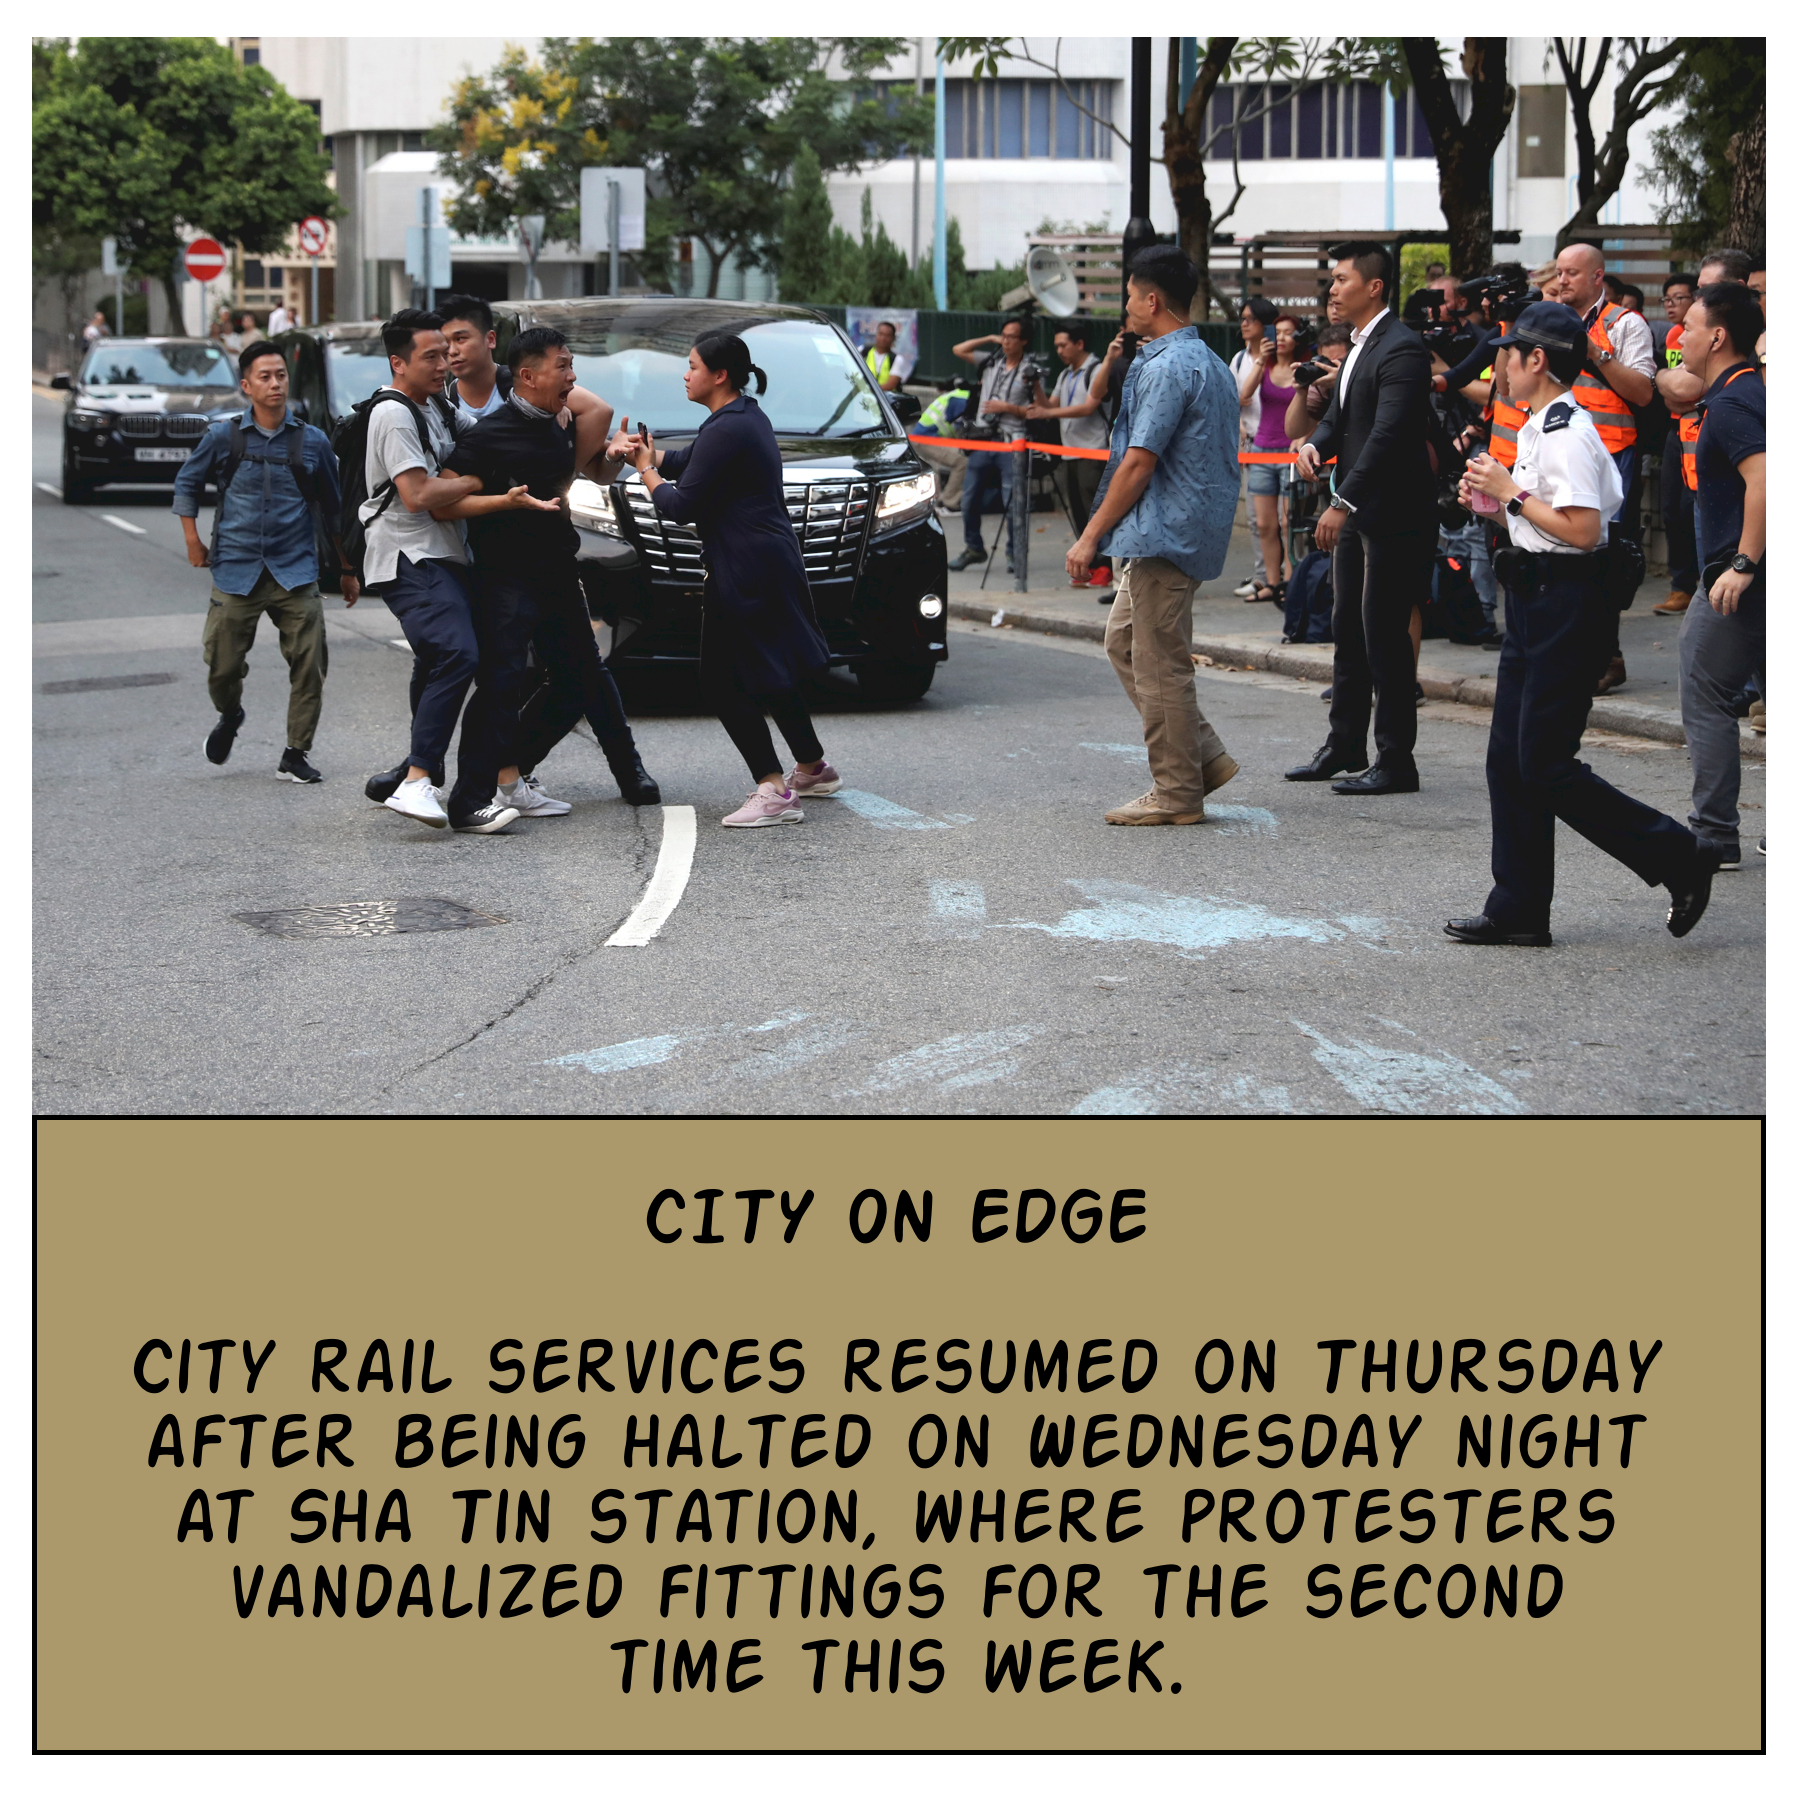 CITY ON EDGE
CITY RAIL SERVICES RESUMED ON THURSDAY
AFTER BEING HALTED ON WEDNESDAY NIGHT
AT SHA TIN STATION, WHERE PROTESTERS
VANDALIZED FITTINGS FOR THE SECOND
TIME THIS WEEK.